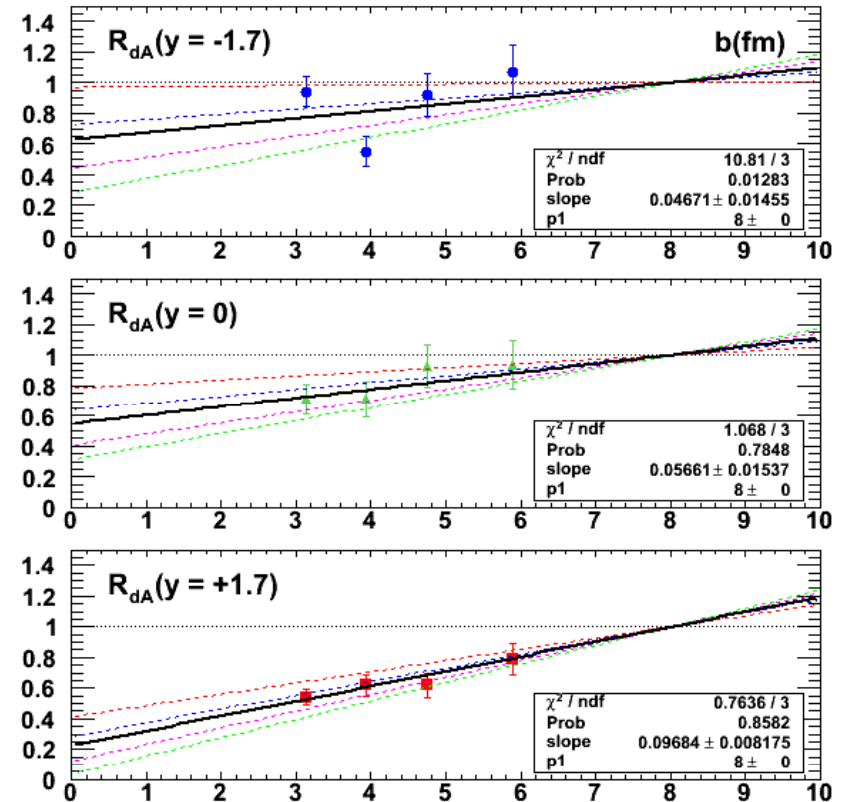 1.4
R_dA(y = -1.7) b(fm)
1.2
1
0.8
0.6
χ² / ndf 10.81 / 3
0.4
Prob 0.01283
slope 0.04671 ± 0.01455
0.2
p1 8 ± 0
0
0 1 2 3 4 5 6 7 8 9 10
1.4
R_dA(y = 0)
1.2
1
0.8
0.6
χ² / ndf 1.068 / 3
0.4
Prob 0.7848
slope 0.05661 ± 0.01537
0.2
p1 8 ± 0
0
0 1 2 3 4 5 6 7 8 9 10
1.4
R_dA(y = +1.7)
1.2
1
0.8
0.6
χ² / ndf 0.7636 / 3
0.4
Prob 0.8582
slope 0.09684 ± 0.008175
0.2
p1 8 ± 0
0
0 1 2 3 4 5 6 7 8 9 10